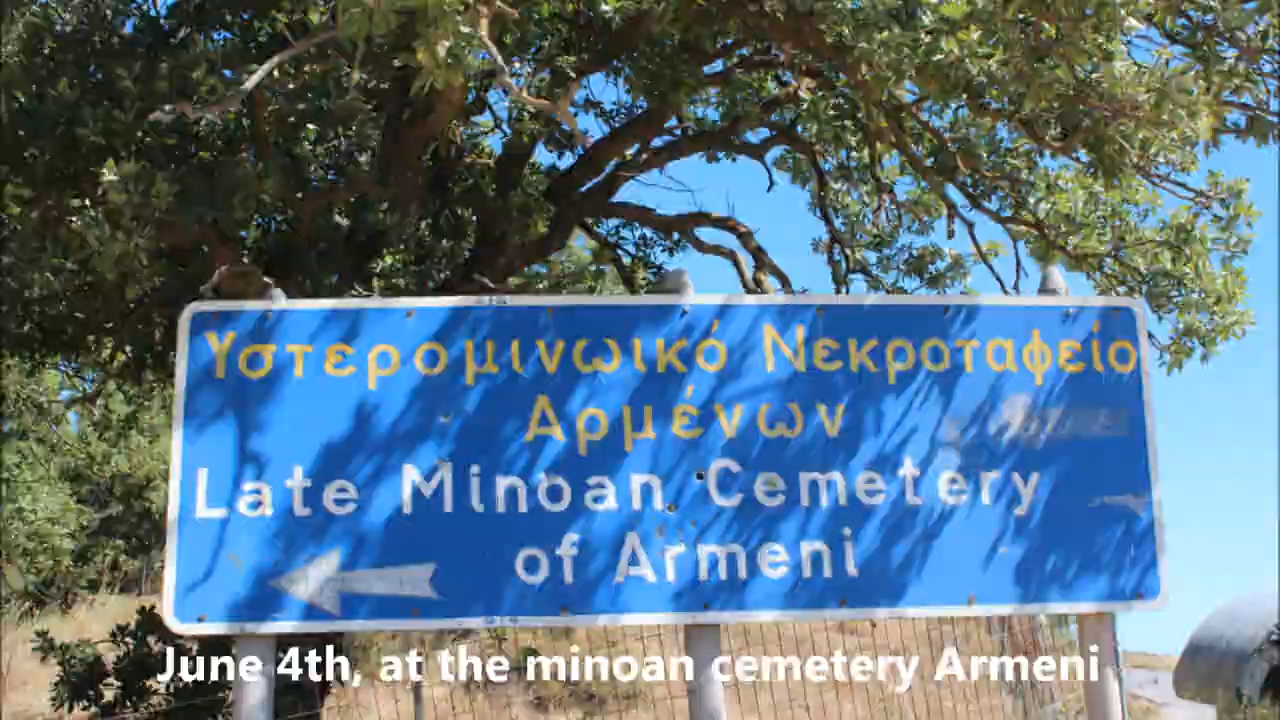 Υστερομινωικό Νεκροταφείο
Αρμένων
Late Minoan Cemetery
of Armeni
June 4th, at the minoan cemetery Armeni